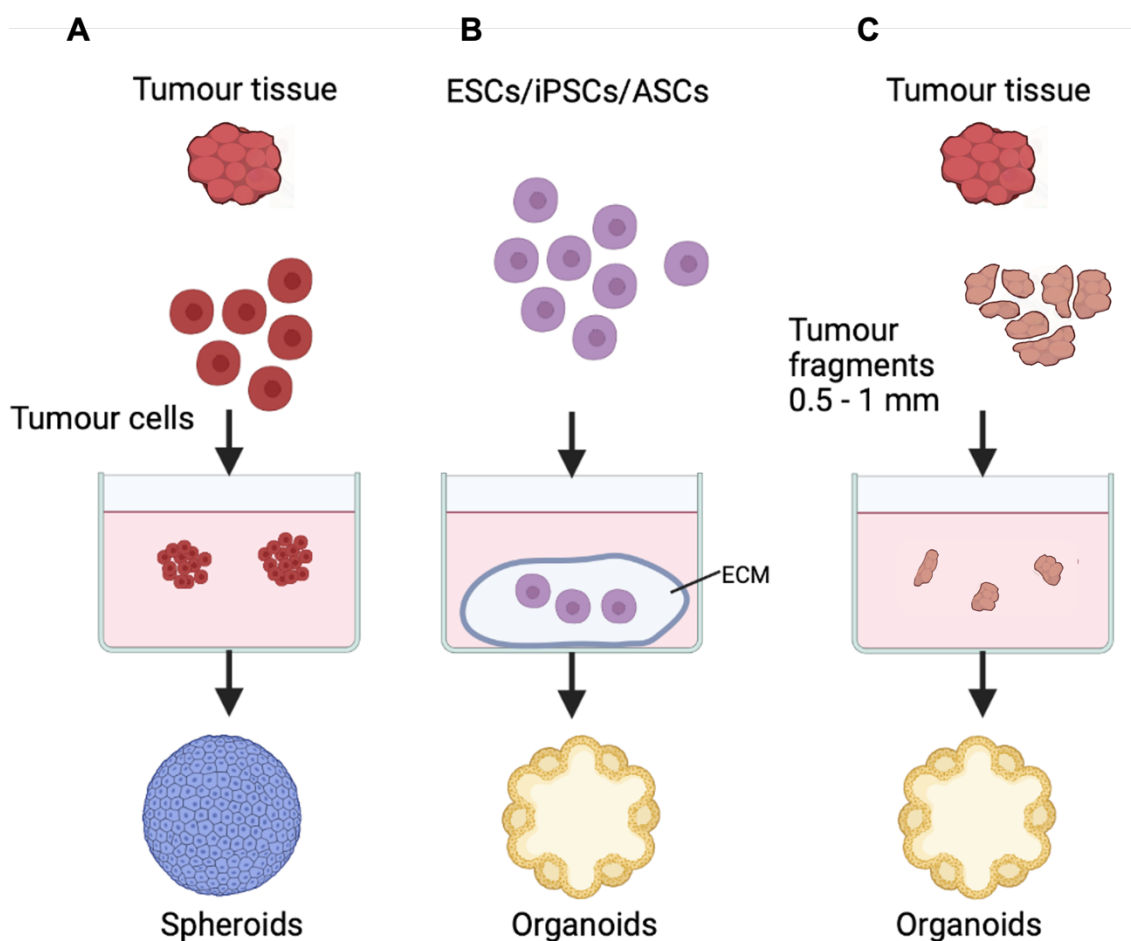 A
B
C
Tumour tissue
ESCs/iPSCs/ASCs
Tumour tissue
Tumour cells
Tumour
fragments
0.5 - 1 mm
ECM
Spheroids
Organoids
Organoids